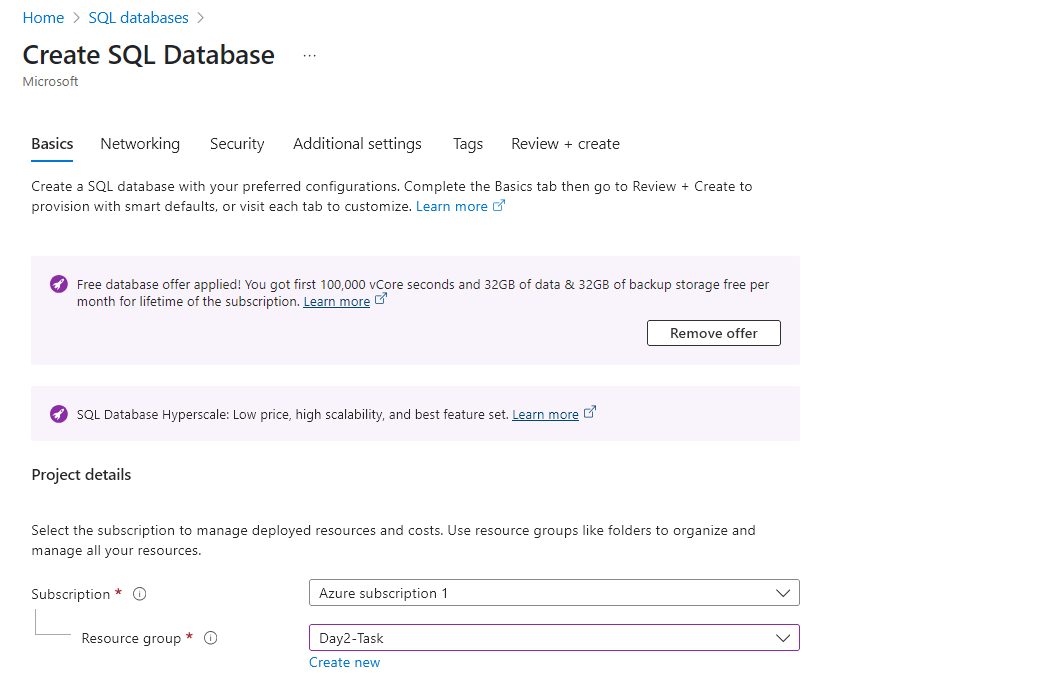 Home > SQL databases >
Create SQL Database ...
Microsoft
Basics Networking Security Additional settings Tags Review + create
Create a SQL database with your preferred configurations. Complete the Basics tab then go to Review + Create to
provision with smart defaults, or visit each tab to customize. Learn more
Free database offer applied! You got first 100,000 vCore seconds and 32GB of data & 32GB of backup storage free per
month for lifetime of the subscription. Learn more
Remove offer
SQL Database Hyperscale: Low price, high scalability, and best feature set. Learn more
Project details
Select the subscription to manage deployed resources and costs. Use resource groups like folders to organize and
manage all your resources.
Subscription * Azure subscription 1
Resource group * Day2-Task
Create new